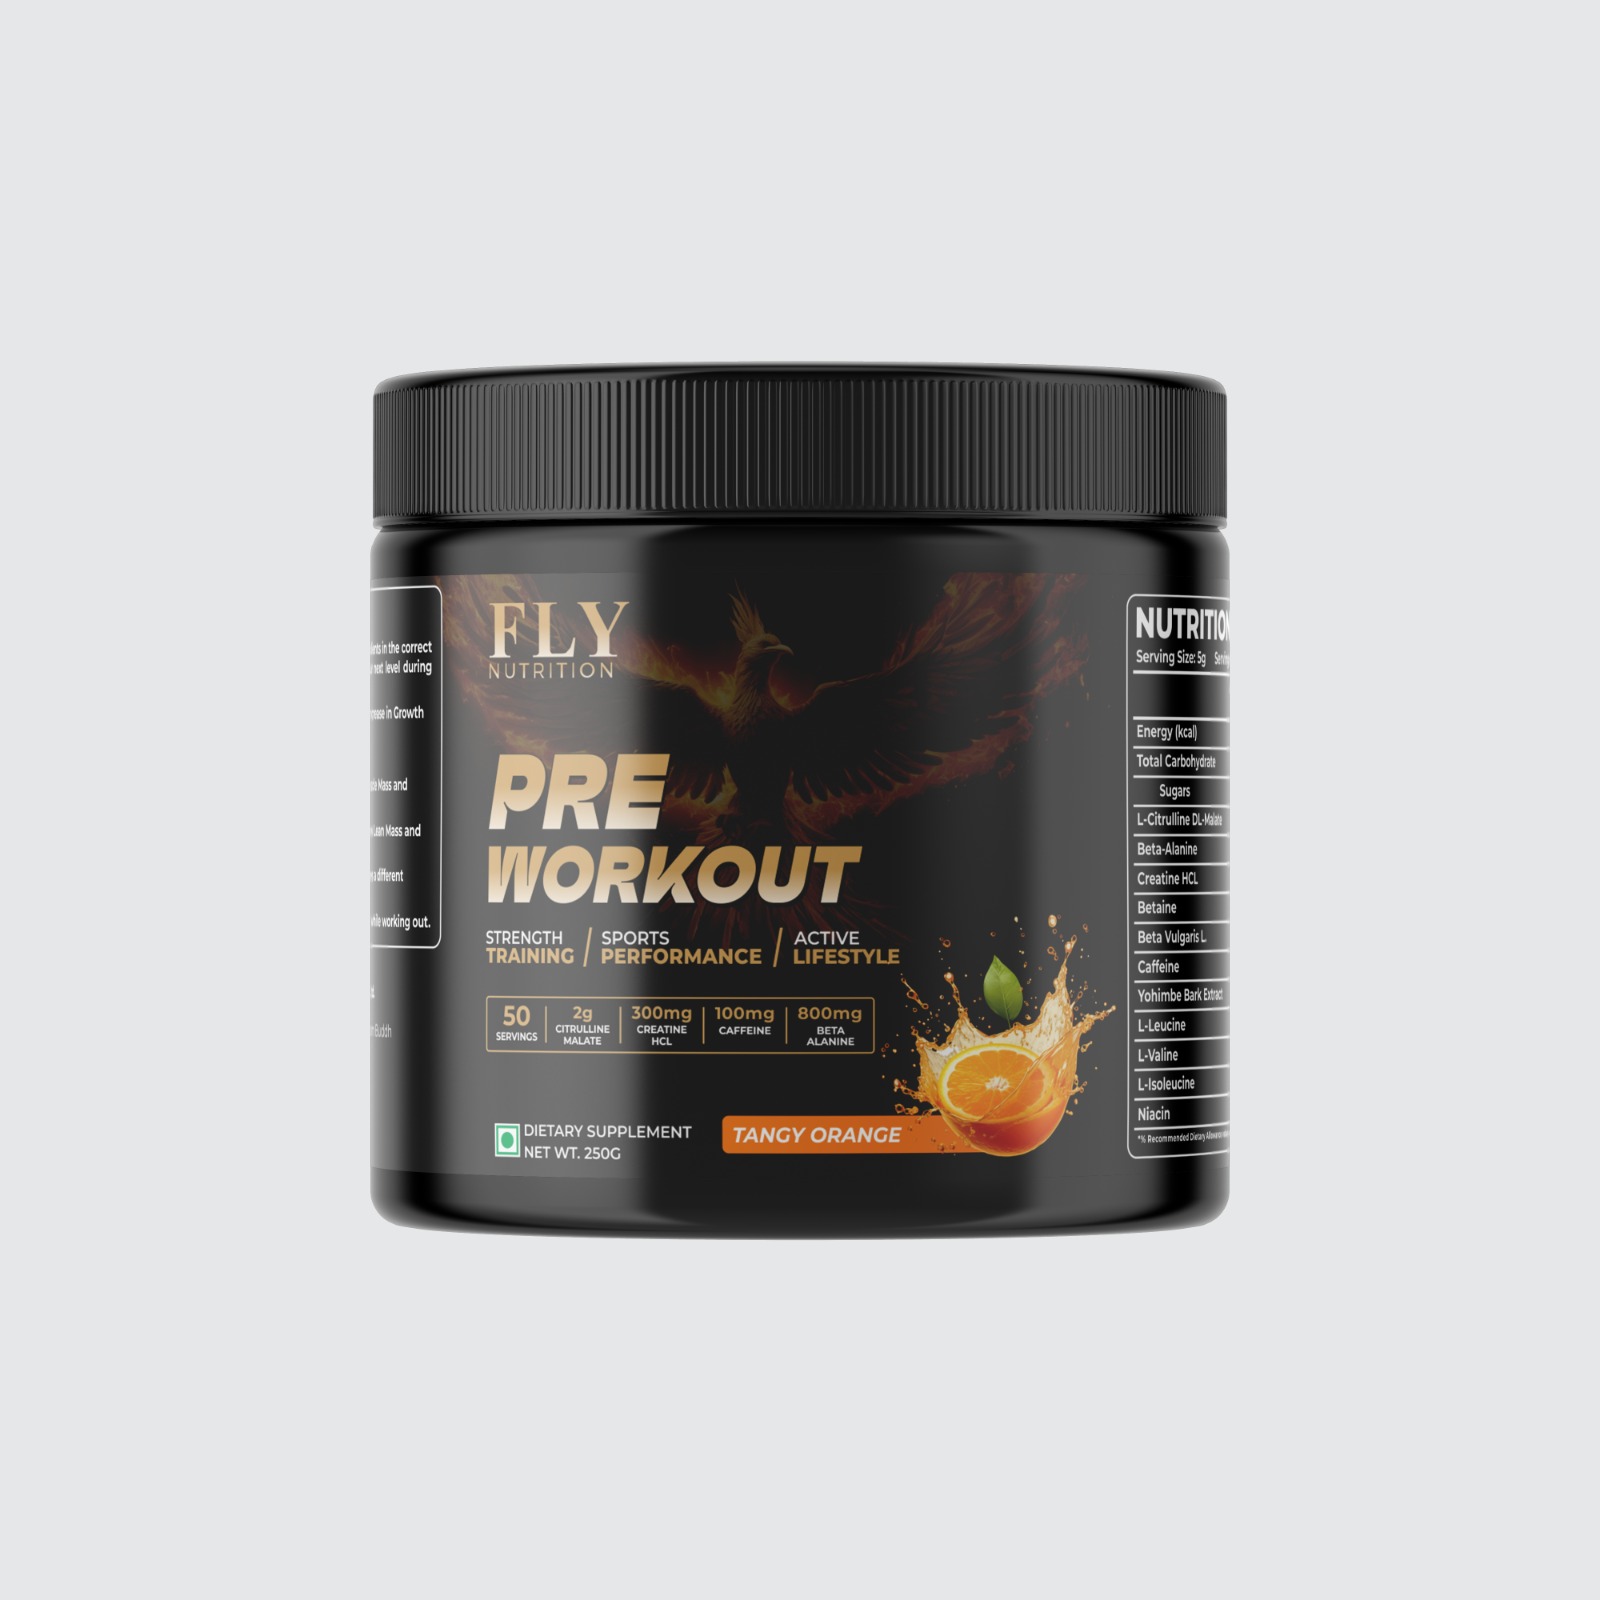 in the correct
next level during
in Growth
Mass and
Lean Mass and
a different
while working out.
FLY
NUTRITION
PRE
WORKOUT
STRENGTH TRAINING / SPORTS PERFORMANCE / ACTIVE LIFESTYLE
50 SERVINGS
2g CITRULLINE MALATE
300mg CREATINE HCL
100mg CAFFEINE
800mg BETA ALANINE
DIETARY SUPPLEMENT
NET WT. 250G
TANGY ORANGE
NUTRITION
Serving Size: 5g
Energy (kcal)
Total Carbohydrate
Sugars
L-Citrulline DL-Malate
Beta-Alanine
Creatine HCL
Betaine
Beta Vulgaris L.
Caffeine
Yohimbe Bark Extract
L-Leucine
L-Valine
L-Isoleucine
Niacin
*% Recommended Dietary